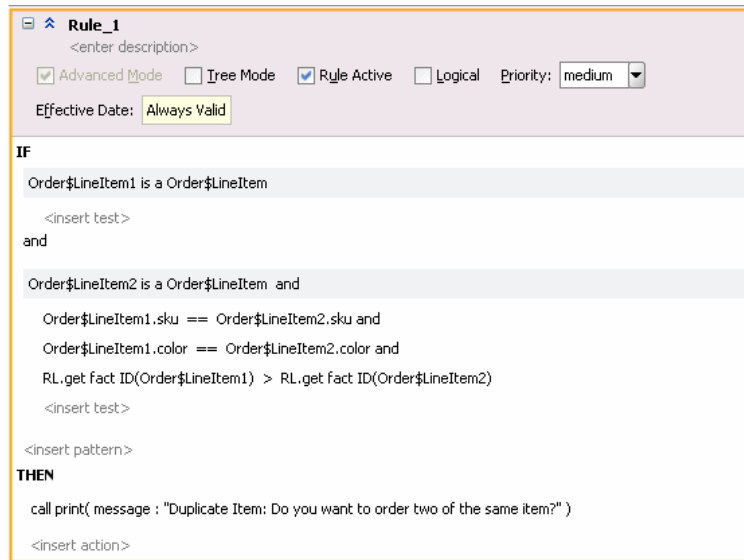 Rule_1
<enter description>
Advanced Mode Tree Mode Rule Active Logical Priority: medium
Effective Date: Always Valid
IF
Order$LineItem1 is a Order$LineItem
<insert test>
and
Order$LineItem2 is a Order$LineItem and
Order$LineItem1.sku == Order$LineItem2.sku and
Order$LineItem1.color == Order$LineItem2.color and
RL.get fact ID(Order$LineItem1) > RL.get fact ID(Order$LineItem2)
<insert test>
<insert pattern>
THEN
call print( message : "Duplicate Item: Do you want to order two of the same item?" )
<insert action>